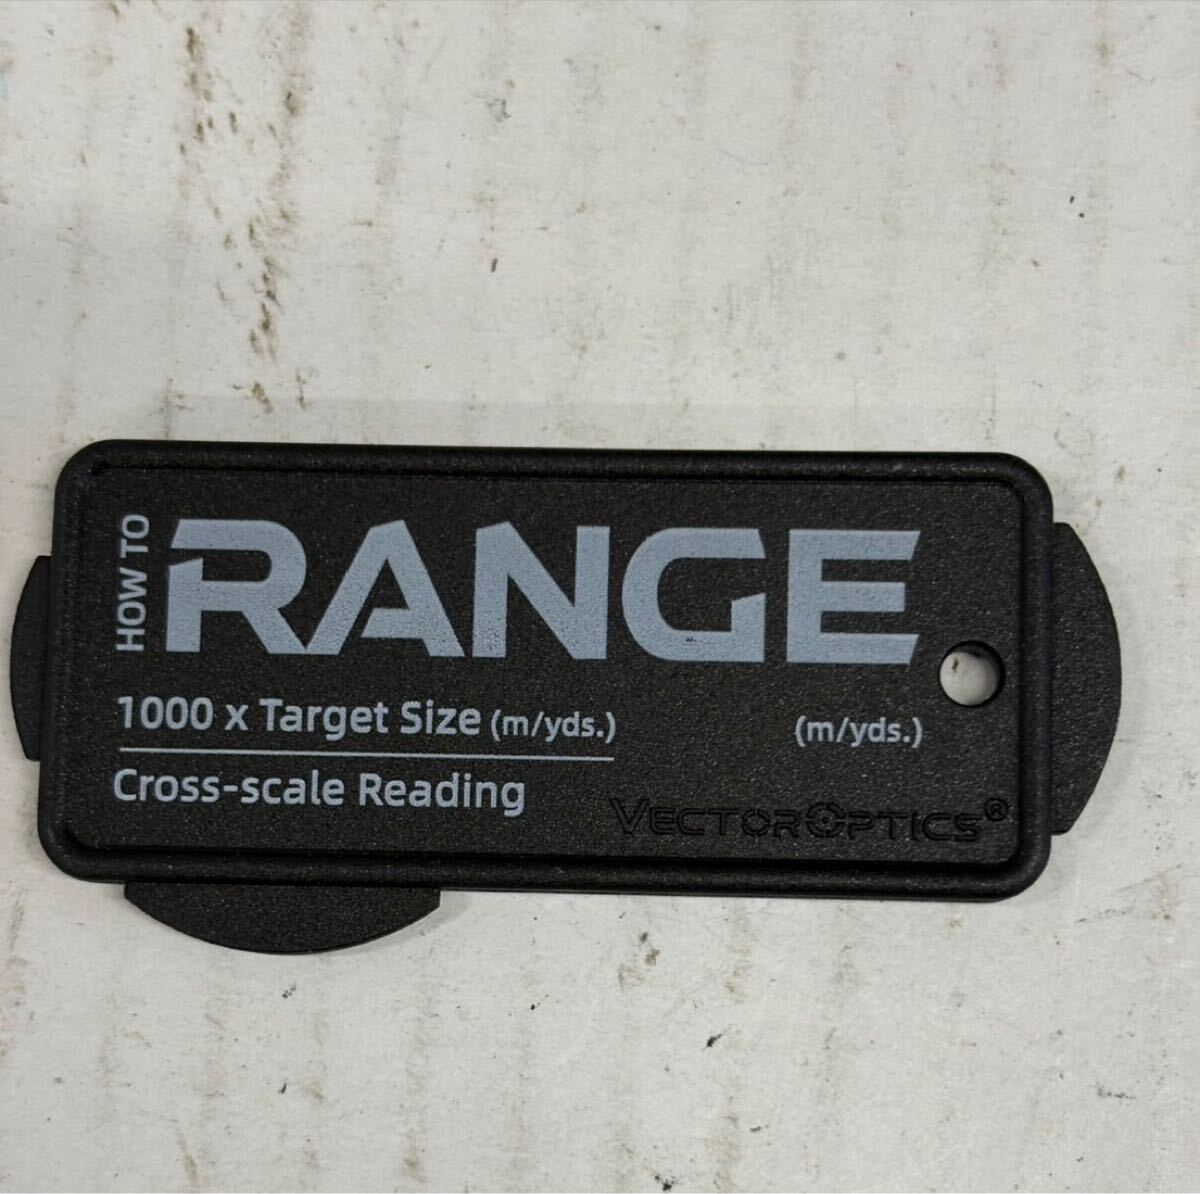 HOW TO
RANGE
1000 x Target Size (m/yds.)
(m/yds.)
Cross-scale Reading
VECTOR OPTICS®